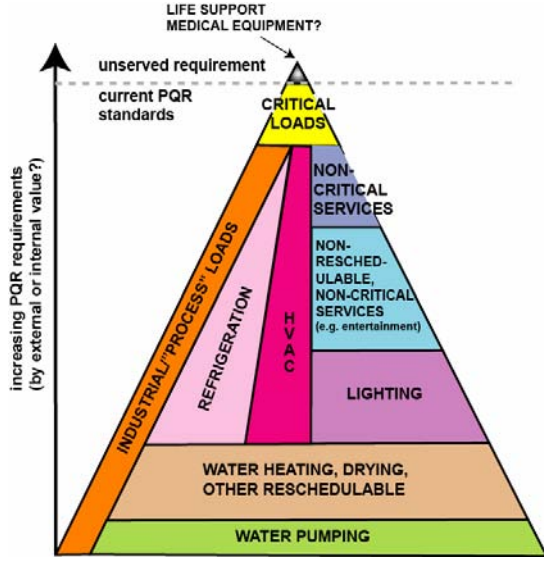 LIFE SUPPORT
MEDICAL EQUIPMENT?
unserved requirement
current PQR
standards
CRITICAL
LOADS
increasing PQR requirements
(by external or internal value?)
INDUSTRIAL/"PROCESS" LOADS
REFRIGERATION
HVAC
NON-
CRITICAL
SERVICES
NON-
RESCHED-
ULABLE,
NON-CRITICAL
SERVICES
(e.g. entertainment)
LIGHTING
WATER HEATING, DRYING,
OTHER RESCHEDULABLE
WATER PUMPING